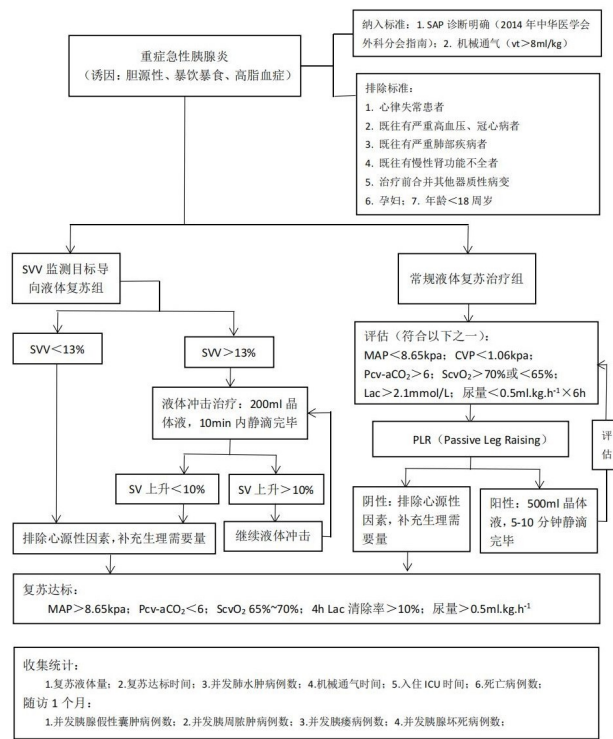 重症急性胰腺炎
（诱因：胆源性、暴饮暴食、高脂血症）
纳入标准：1. SAP 诊断明确（2014 年中华医学会
外科分会指南）；2. 机械通气（vt＞8ml/kg）
排除标准：
1. 心律失常患者
2. 既往有严重高血压、冠心病者
3. 既往有严重肺部疾病者
4. 既往有慢性肾功能不全者
5. 治疗前合并其他器质性病变
6. 孕妇；7. 年龄＜18 周岁
SVV 监测目标导
向液体复苏组
常规液体复苏治疗组
SVV＜13%
SVV＞13%
液体冲击治疗：200ml 晶
体液，10min 内静滴完毕
SV 上升＜10%
SV 上升＞10%
排除心源性因素，补充生理需要量
继续液体冲击
评估（符合以下之一）：
MAP＜8.65kpa；CVP＜1.06kpa；
Pcv-aCO₂＞6；ScvO₂＞70%或＜65%；
Lac＞2.1mmo/L；尿量＜0.5ml.kg.h⁻¹×6h
评
估
PLR（Passive Leg Raising）
阴性：排除心源性
因素，补充生理需
要量
阳性：500ml 晶体
液，5-10 分钟静滴
完毕
复苏达标：
MAP＞8.65kpa；Pcv-aCO₂＜6；ScvO₂ 65%~70%；4h Lac 清除率＞10%；尿量＞0.5ml.kg.h⁻¹
收集统计：
1.复苏液体量；2.复苏达标时间；3.并发肺水肿病例数；4.机械通气时间；5.入住 ICU 时间；6.死亡病例数；
随访 1 个月：
1.并发胰腺假性囊肿病例数；2.并发胰周脓肿病例数；3.并发胰瘘病例数；4.并发胰腺坏死病例数；